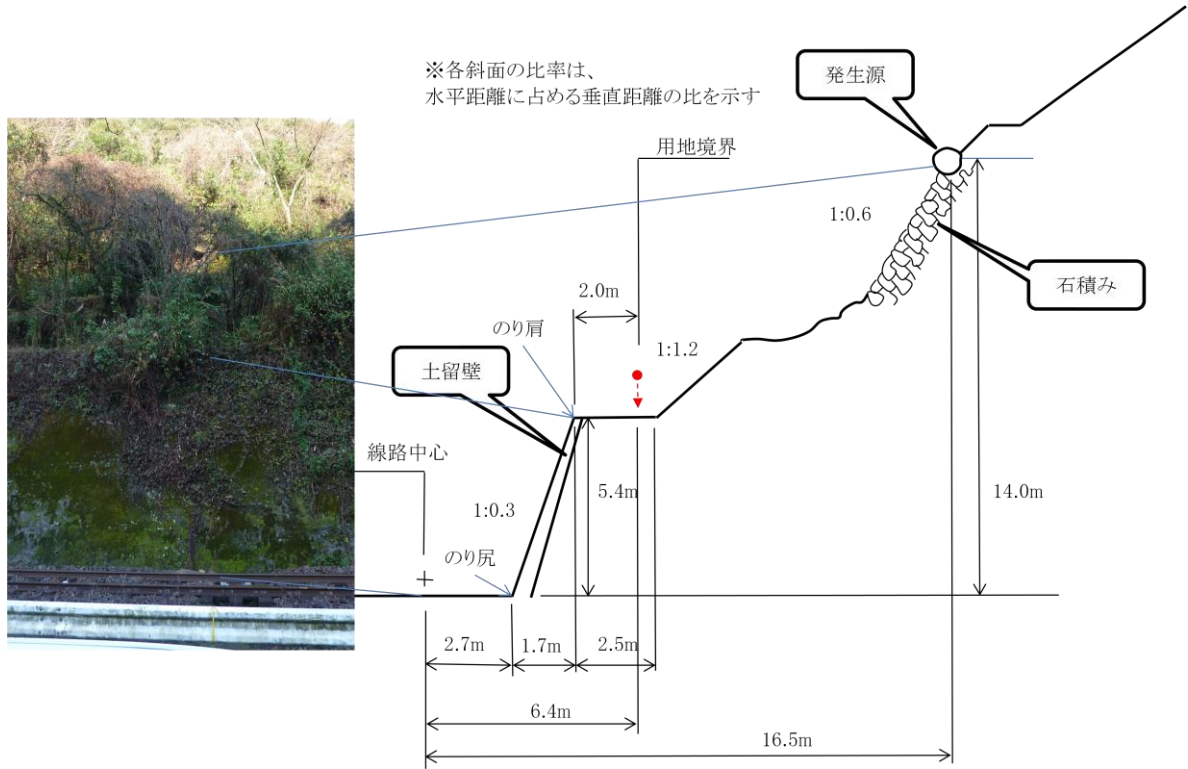 ※各斜面の比率は、
水平距離に占める垂直距離の比を示す
発生源
用地境界
1:0.6
石積み
2.0m
のり肩
1:1.2
土留壁
線路中心
5.4m
14.0m
1:0.3
のり尻
2.7m
1.7m
2.5m
6.4m
16.5m